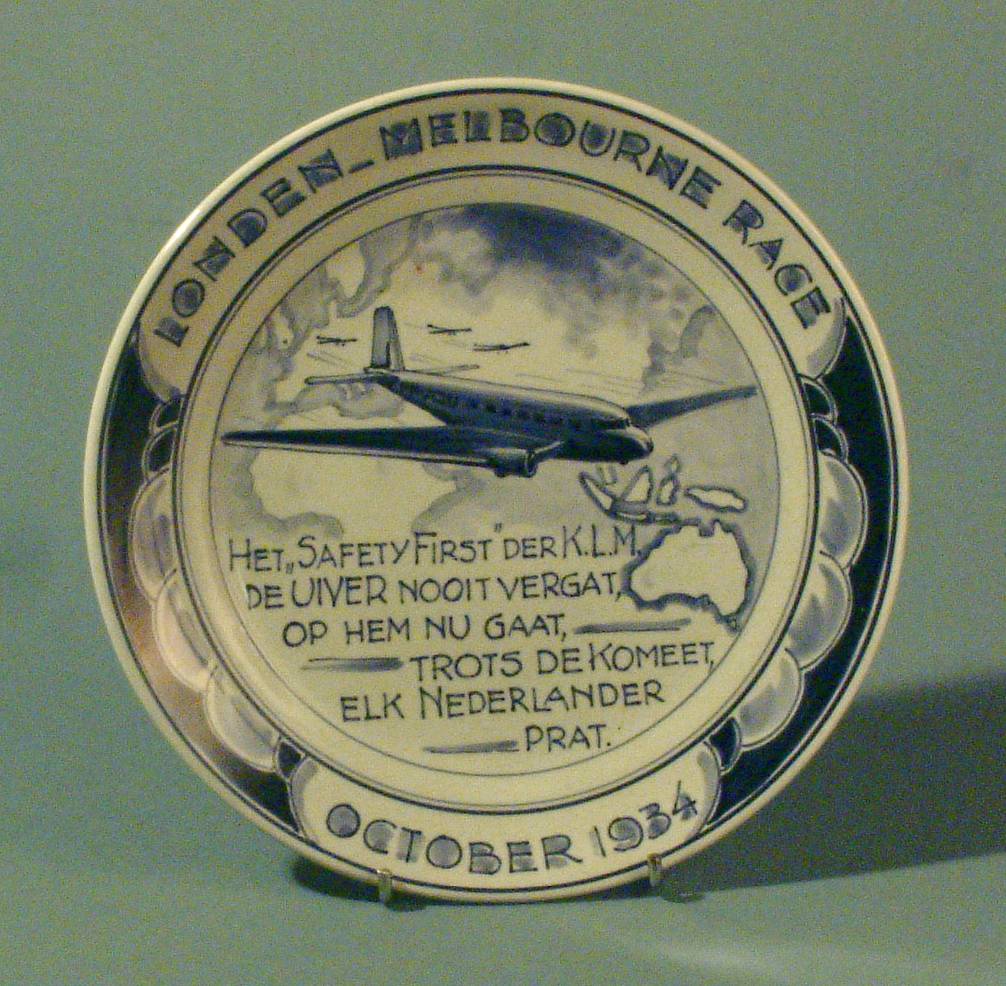 LONDEN_MELBOURNE RACE
HET „SAFETY FIRST" DER K.L.M.
DE UIVER NOOIT VERGAT,
OP HEM NU GAAT,
TROTS DE KOMEET,
ELK NEDERLANDER
PRAT.
OCTOBER 1934